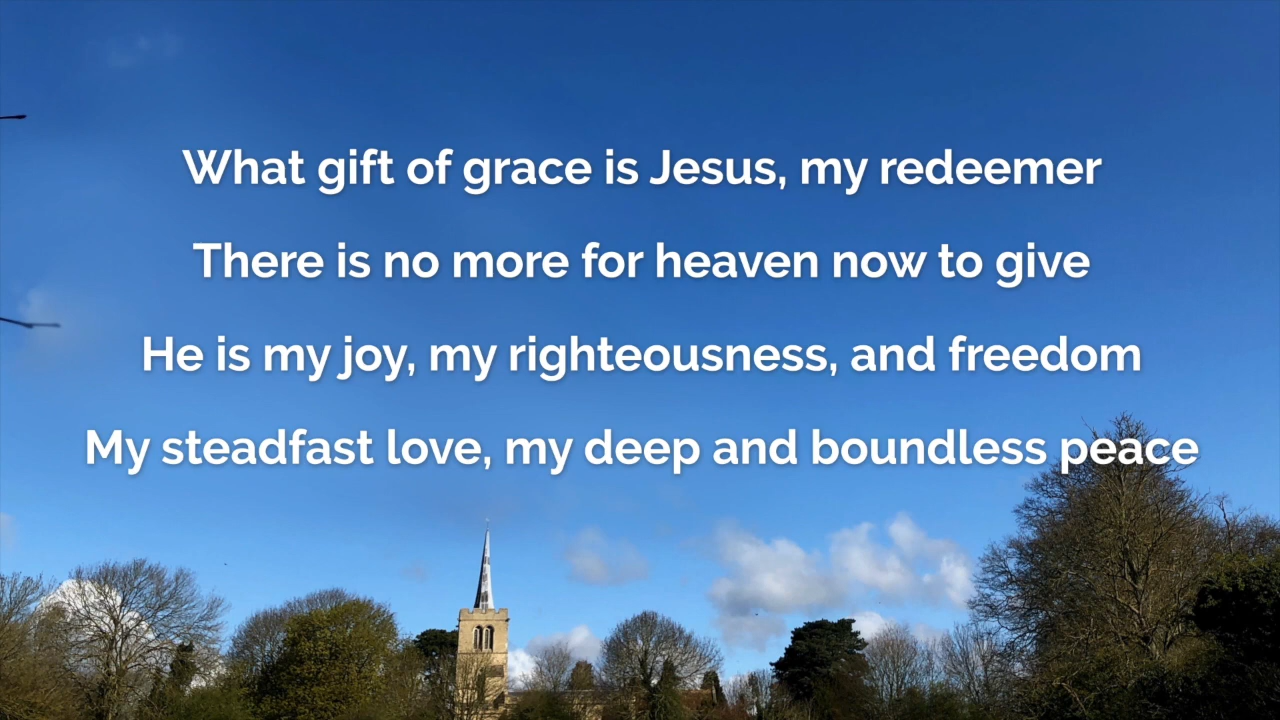 What gift of grace is Jesus, my redeemer
There is no more for heaven now to give
He is my joy, my righteousness, and freedom
My steadfast love, my deep and boundless peace